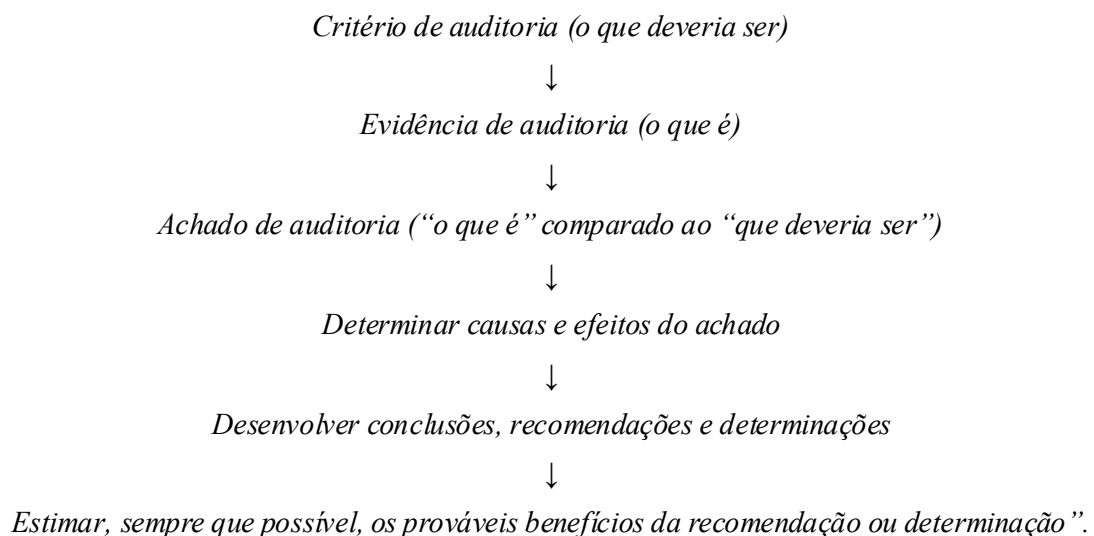 Critério de auditoria (o que deveria ser)
↓
Evidência de auditoria (o que é)
↓
Achado de auditoria (“o que é” comparado ao “que deveria ser”)
↓
Determinar causas e efeitos do achado
↓
Desenvolver conclusões, recomendações e determinações
↓
Estimar, sempre que possível, os prováveis benefícios da recomendação ou determinação”.